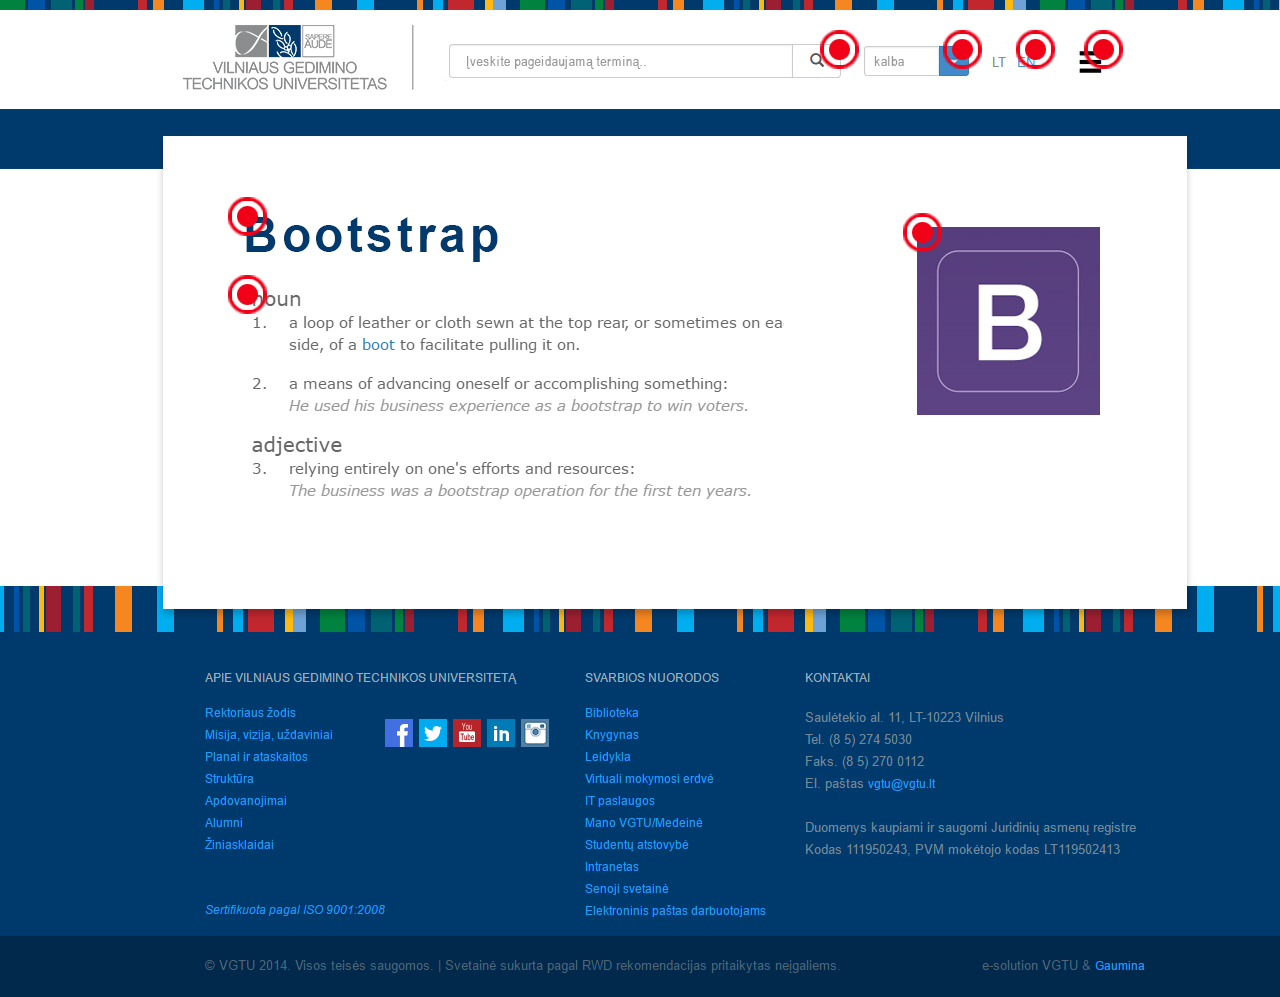 SAPERE
AUDE
VILNIAUS GEDIMINO
TECHNIKOS UNIVERSITETAS
Įveskite pageidaujamą terminą..
kalba
LT EN
Bootstrap
noun
1. a loop of leather or cloth sewn at the top rear, or sometimes on ea
side, of a boot to facilitate pulling it on.
2. a means of advancing oneself or accomplishing something:
He used his business experience as a bootstrap to win voters.
adjective
3. relying entirely on one's efforts and resources:
The business was a bootstrap operation for the first ten years.
B
APIE VILNIAUS GEDIMINO TECHNIKOS UNIVERSITETĄ
Rektoriaus žodis
Misija, vizija, uždaviniai
Planai ir ataskaitos
Struktūra
Apdovanojimai
Alumni
Žiniasklaidai
Sertifikuota pagal ISO 9001:2008
f
You
Tube
in
SVARBIOS NUORODOS
Biblioteka
Knygynas
Leidykla
Virtuali mokymosi erdvė
IT paslaugos
Mano VGTU/Medeinė
Studentų atstovybė
Intranetas
Senoji svetainė
Elektroninis paštas darbuotojams
KONTAKTAI
Saulėtekio al. 11, LT-10223 Vilnius
Tel. (8 5) 274 5030
Faks. (8 5) 270 0112
El. paštas vgtu@vgtu.lt
Duomenys kaupiami ir saugomi Juridinių asmenų registre
Kodas 111950243, PVM mokėtojo kodas LT119502413
© VGTU 2014. Visos teisės saugomos. | Svetainė sukurta pagal RWD rekomendacijas pritaikytas neįgaliems.
e-solution VGTU & Gaumina